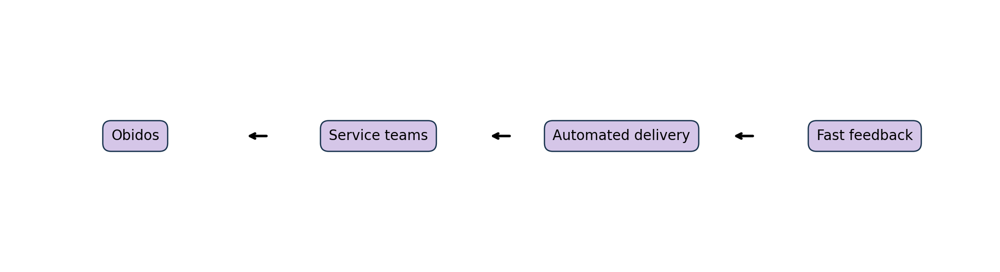 Obidos
Service teams
Automated delivery
Fast feedback